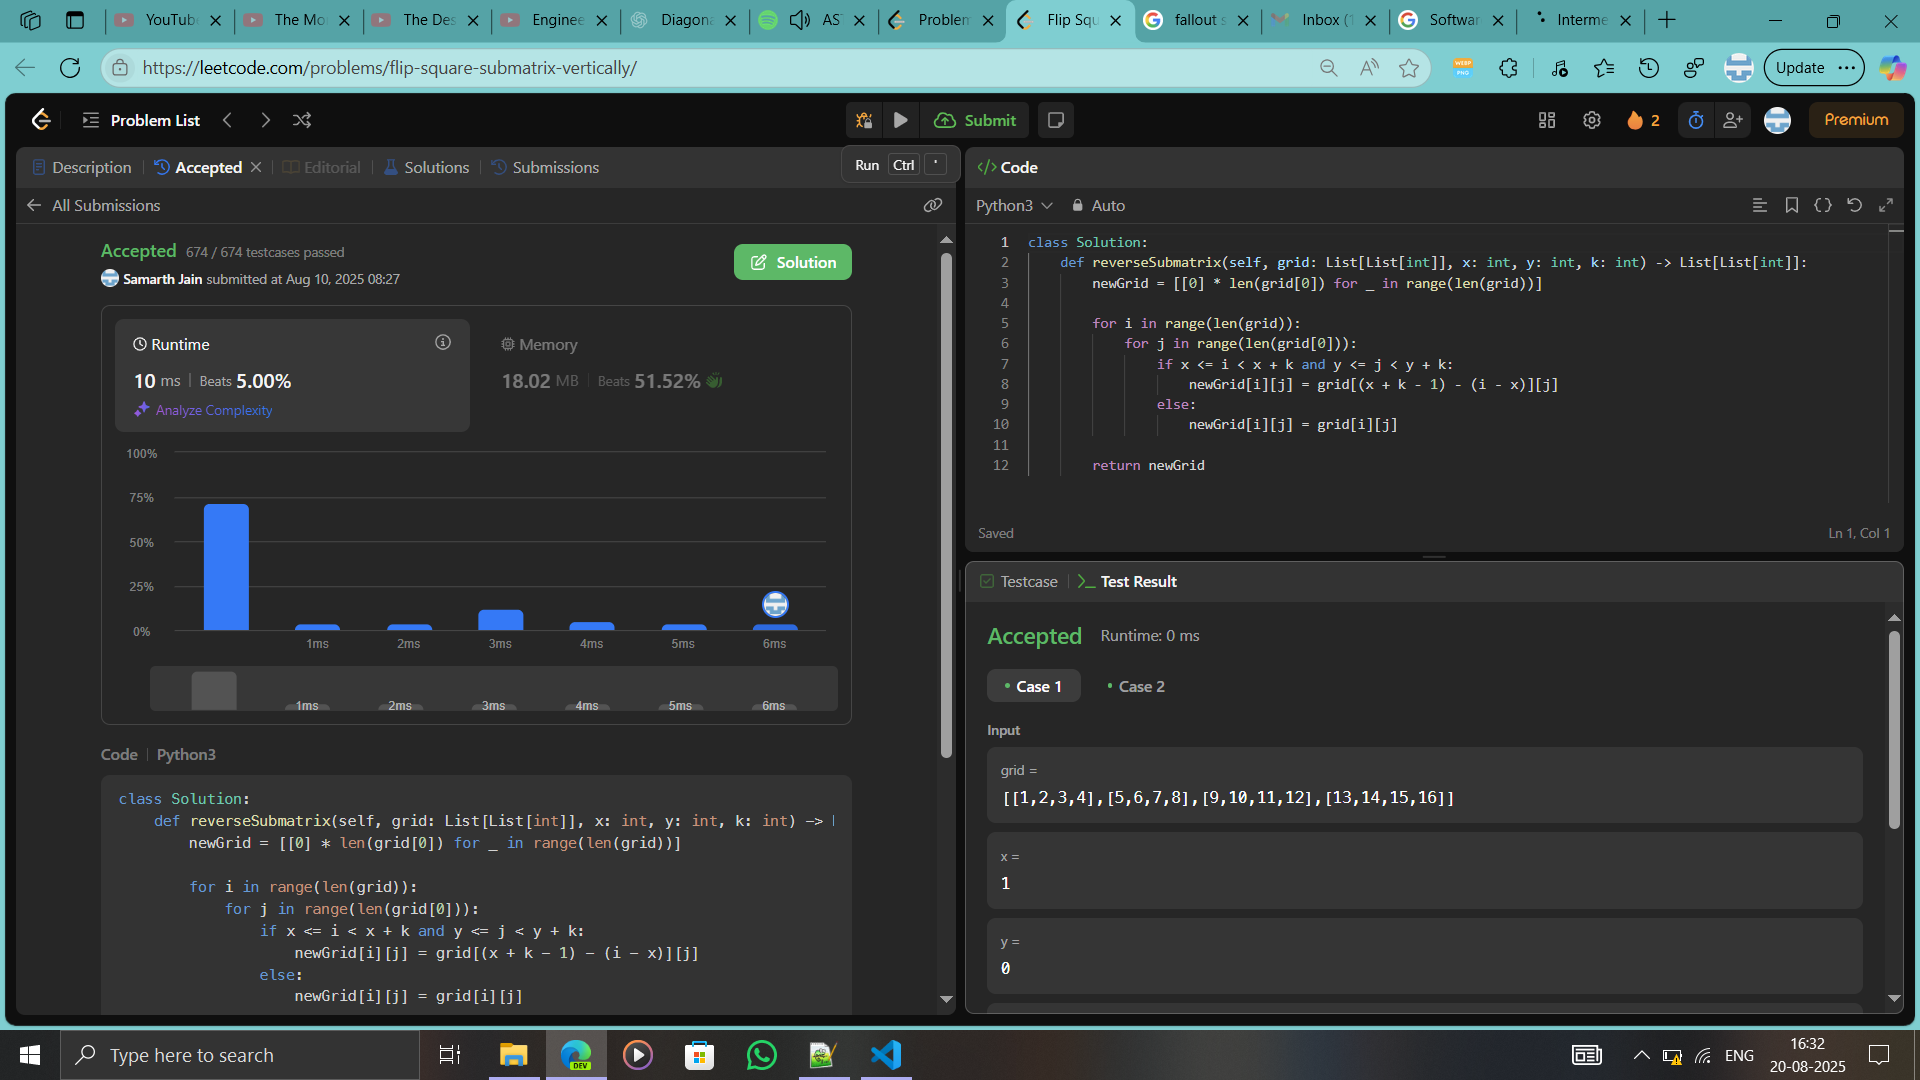 YouTube
The Mo
The Des
Enginee
Diagona
AS
Problem
Flip Squ
fallout s
Inbox (1
Softwar
Interme
https://leetcode.com/problems/flip-square-submatrix-vertically/
Update
Problem List
Submit
2
Premium
Description
Accepted
Editorial
Solutions
Submissions
Run Ctrl '
</> Code
All Submissions
Python3
Auto
Accepted 674 / 674 testcases passed
Samarth Jain submitted at Aug 10, 2025 08:27
Solution
Runtime
10 ms | Beats 5.00%
Analyze Complexity
Memory
18.02 MB | Beats 51.52%
100%
75%
50%
25%
0%
1ms 2ms 3ms 4ms 5ms 6ms
1ms 2ms 3ms 4ms 5ms 6ms
Code | Python3
class Solution:
def reverseSubmatrix(self, grid: List[List[int]], x: int, y: int, k: int) ->
newGrid = [[0] * len(grid[0]) for _ in range(len(grid))]
for i in range(len(grid)):
for j in range(len(grid[0])):
if x <= i < x + k and y <= j < y + k:
newGrid[i][j] = grid[(x + k - 1) - (i - x)][j]
else:
newGrid[i][j] = grid[i][j]
1 class Solution:
2 def reverseSubmatrix(self, grid: List[List[int]], x: int, y: int, k: int) -> List[List[int]]:
3 newGrid = [[0] * len(grid[0]) for _ in range(len(grid))]
4
5 for i in range(len(grid)):
6 for j in range(len(grid[0])):
7 if x <= i < x + k and y <= j < y + k:
8 newGrid[i][j] = grid[(x + k - 1) - (i - x)][j]
9 else:
10 newGrid[i][j] = grid[i][j]
11
12 return newGrid
Saved
Ln 1, Col 1
Testcase
Test Result
Accepted Runtime: 0 ms
Case 1
Case 2
Input
grid =
[[1,2,3,4],[5,6,7,8],[9,10,11,12],[13,14,15,16]]
x =
1
y =
0
Type here to search
DEV
ENG
16:32
20-08-2025